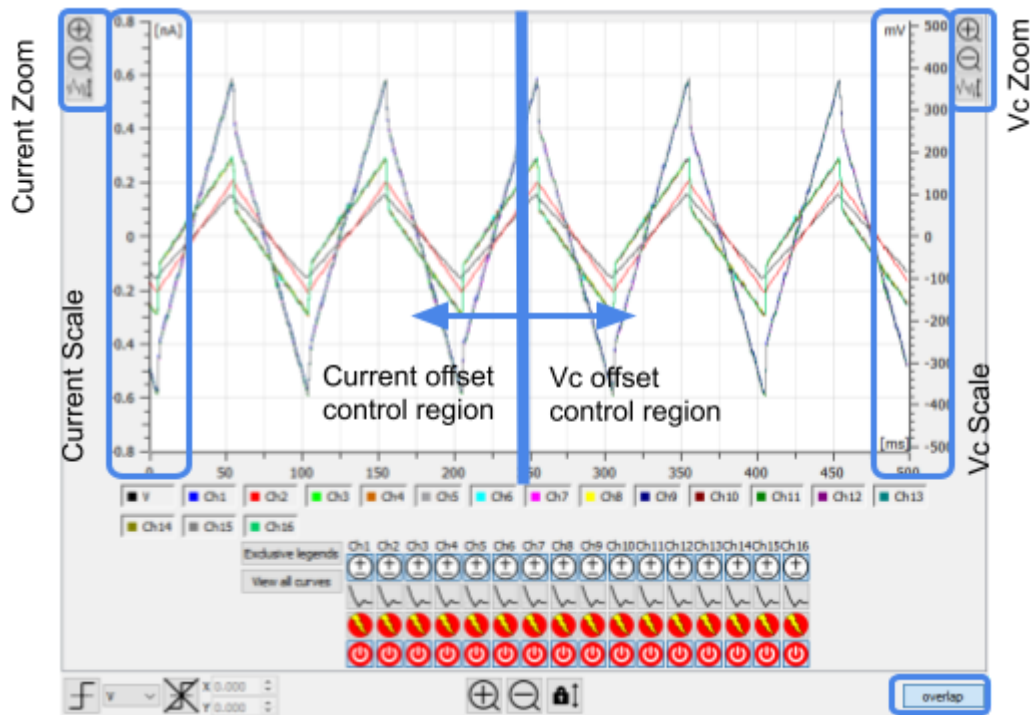 Current Zoom
Current Scale
0.8
[nA]
0.6
0.4
0.2
0
0.2
0.4
0.6
0.8
mV
500
400
300
200
100
0
-100
-200
-300
-400
-500
[ms]
Vc Zoom
Vc Scale
Current offset
control region
Vc offset
control region
0 50 100 150 200 250 300 350 400 450 500
V Ch1 Ch2 Ch3 Ch4 Ch5 Ch6 Ch7 Ch8 Ch9 Ch10 Ch11 Ch12 Ch13
Ch14 Ch15 Ch16
Exclusive legends
View all curves
Ch1 Ch2 Ch3 Ch4 Ch5 Ch6 Ch7 Ch8 Ch9 Ch10 Ch11 Ch12 Ch13 Ch14 Ch15 Ch16
V
X 0.000
Y 0.000
overlap